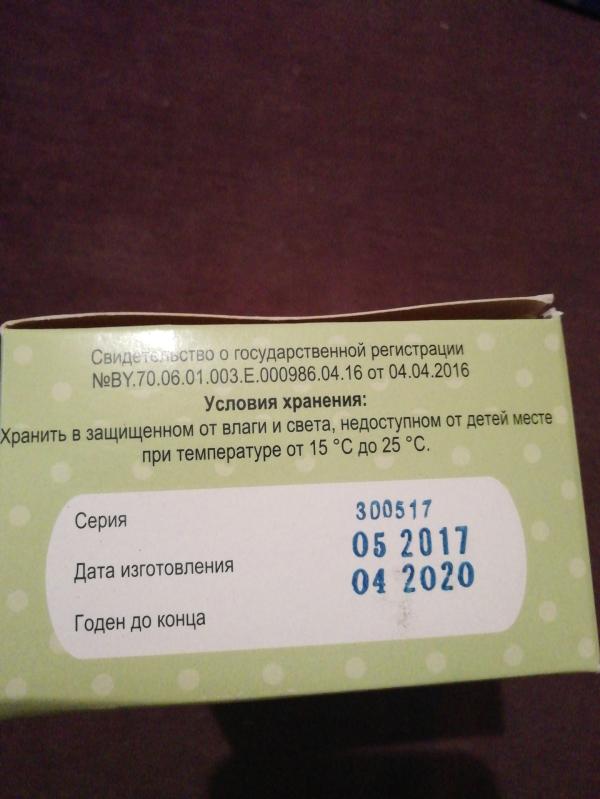 Свидетельство о государственной регистрации
№BY.70.06.01.003.Е.000986.04.16 от 04.04.2016
Условия хранения:
Хранить в защищенном от влаги и света, недоступном от детей месте
при температуре от 15 °С до 25 °С.
Серия 300517
Дата изготовления 05 2017
Годен до конца 04 2020